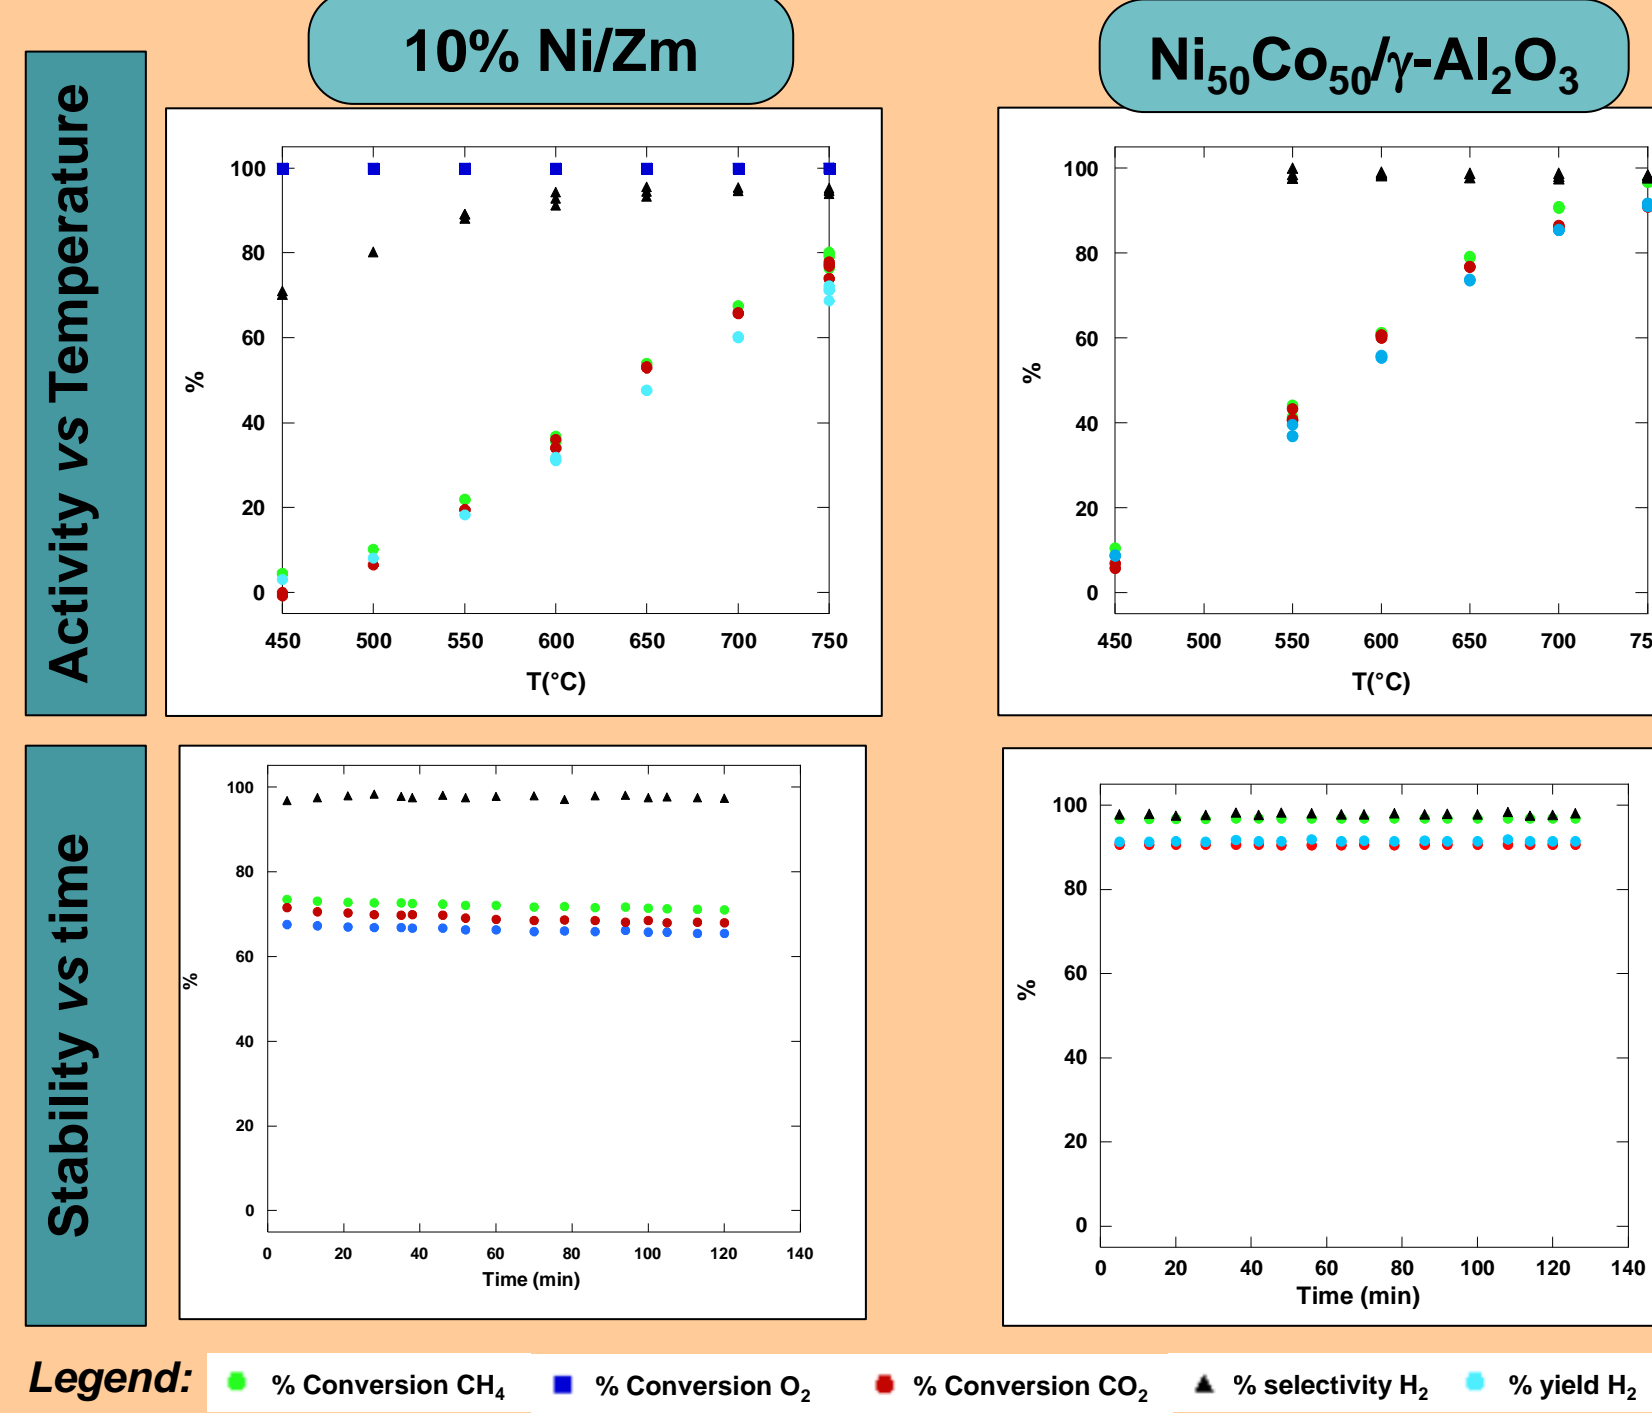 10% Ni/Zm
Ni50Co50/γ-Al2O3
Activity vs Temperature
100
80
60
40
20
0
%
450 500 550 600 650 700 750
T(°C)
100
80
60
40
20
0
%
450 500 550 600 650 700 75
T(°C)
Stability vs time
100
80
60
40
20
0
%
0 20 40 60 80 100 120 140
Time (min)
100
80
60
40
20
0
%
0 20 40 60 80 100 120 140
Time (min)
Legend: % Conversion CH4 % Conversion O2 % Conversion CO2 % selectivity H2 % yield H2